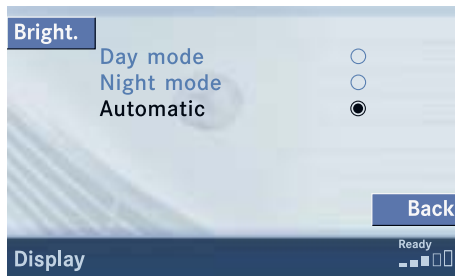 Bright.
Day mode
Night mode
Automatic
Back
Ready
Display